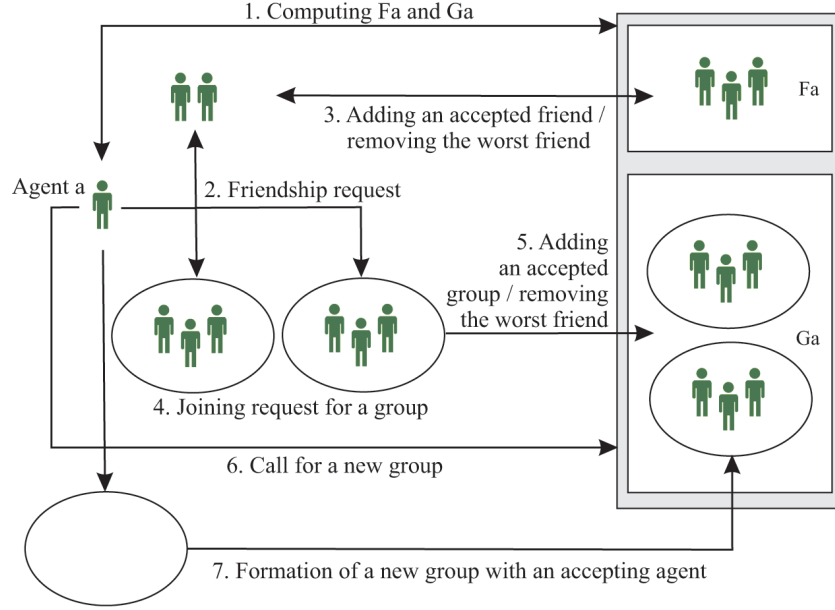 1. Computing Fa and Ga
Fa
3. Adding an accepted friend /
removing the worst friend
Agent a
2. Friendship request
5. Adding
an accepted
group / removing
the worst friend
Ga
4. Joining request for a group
6. Call for a new group
7. Formation of a new group with an accepting agent